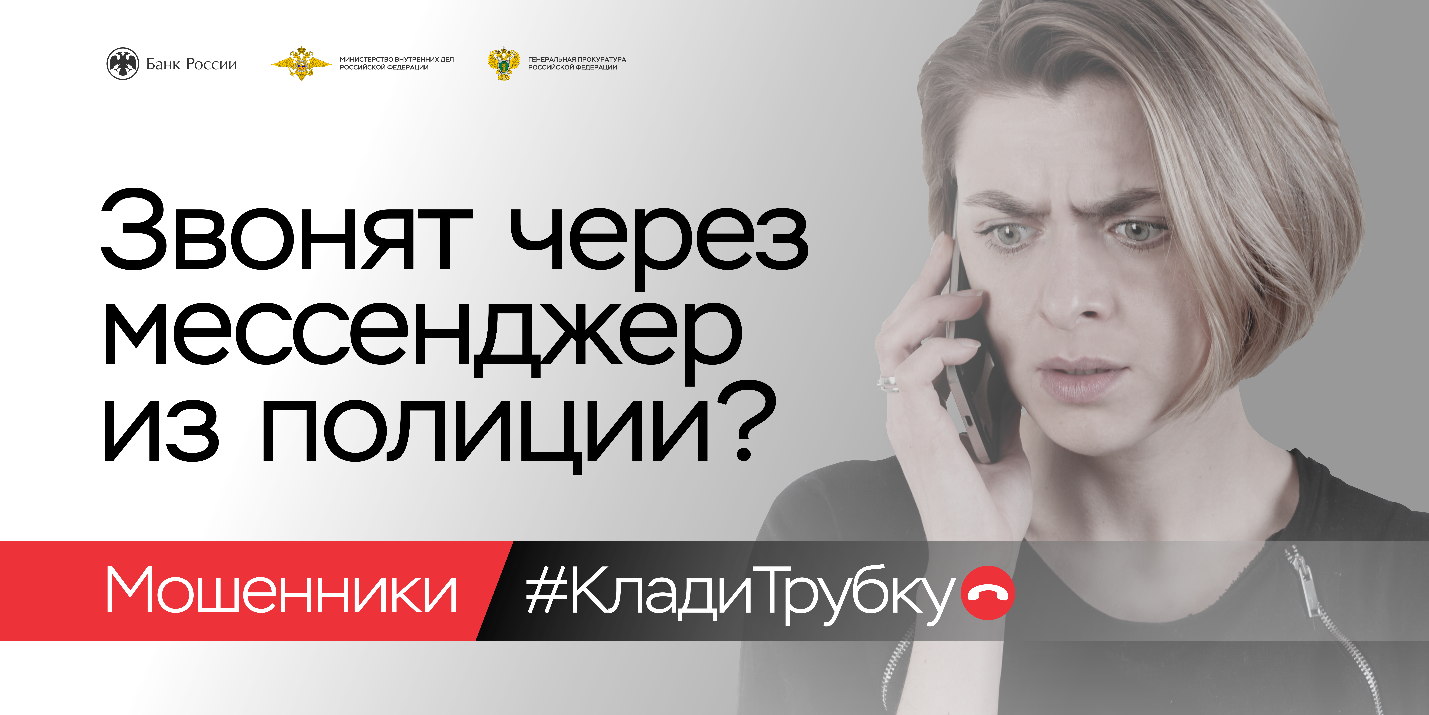 Банк России
МИНИСТЕРСТВО ВНУТРЕННИХ ДЕЛ
РОССИЙСКОЙ ФЕДЕРАЦИИ
ГЕНЕРАЛЬНАЯ ПРОКУРАТУРА
РОССИЙСКОЙ ФЕДЕРАЦИИ
Звонят через
мессенджер
из полиции?
Мошенники
#КладиТрубку